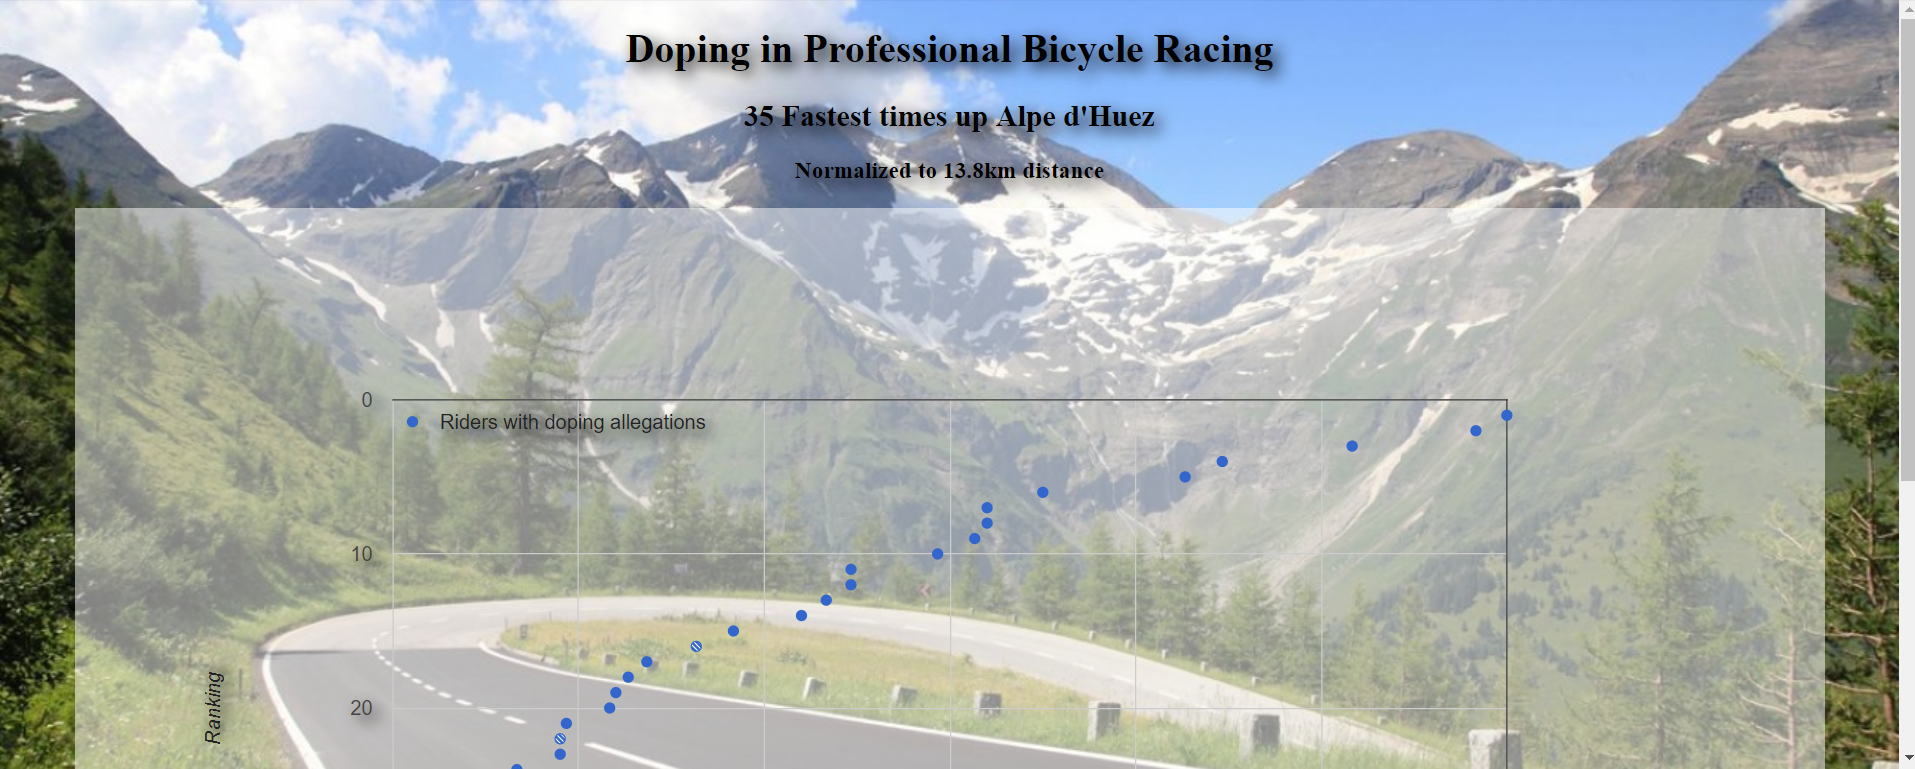 Doping in Professional Bicycle Racing
35 Fastest times up Alpe d'Huez
Normalized to 13.8km distance
0
Riders with doping allegations
10
Ranking
20